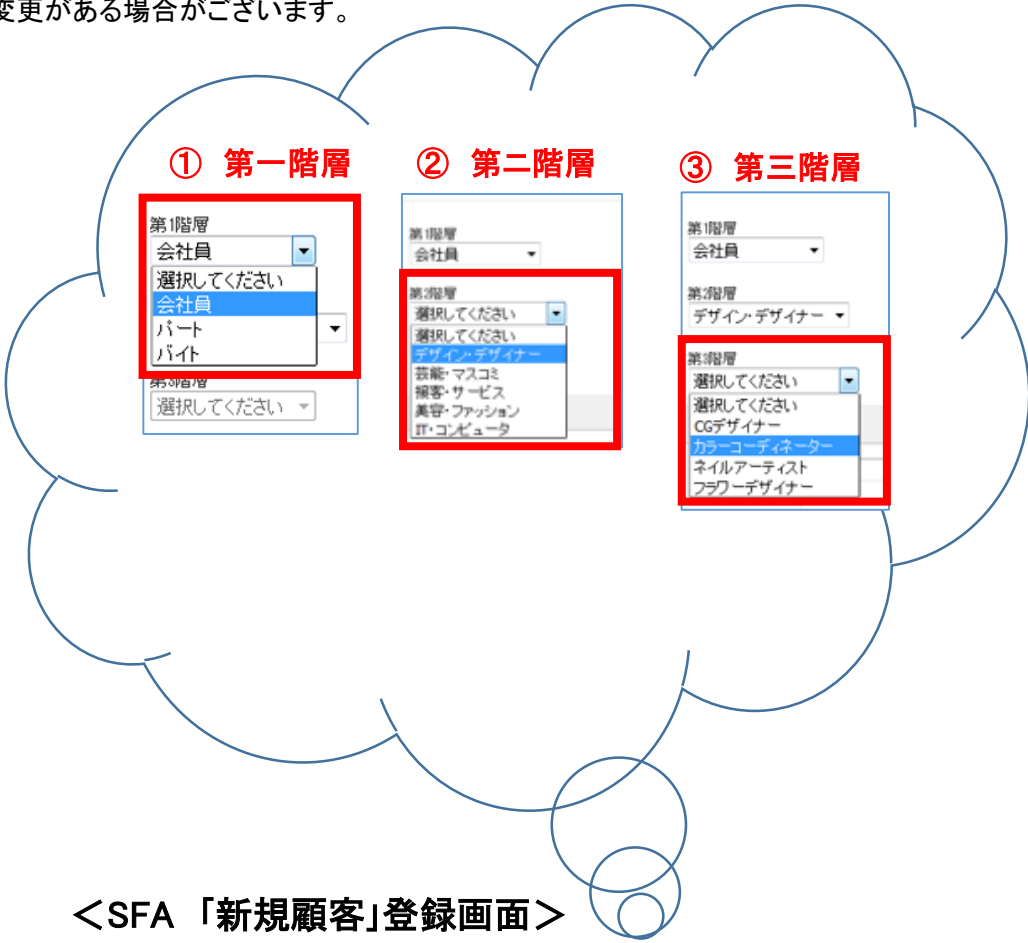 変更がある場合がございます。
① 第一階層
② 第二階層
③ 第三階層
第1階層
会社員
選択してください
会社員
パート
バイト
第3階層
選択してください
第1階層
会社員
第2階層
選択してください
選択してください
デザイン・デザイナー
芸能・マスコミ
接客・サービス
美容・ファッション
IT・コンピュータ
第1階層
会社員
第2階層
デザイン・デザイナー
第3階層
選択してください
選択してください
CGデザイナー
カラーコーディネーター
ネイルアーティスト
フラワーデザイナー
＜SFA 「新規顧客」登録画面＞